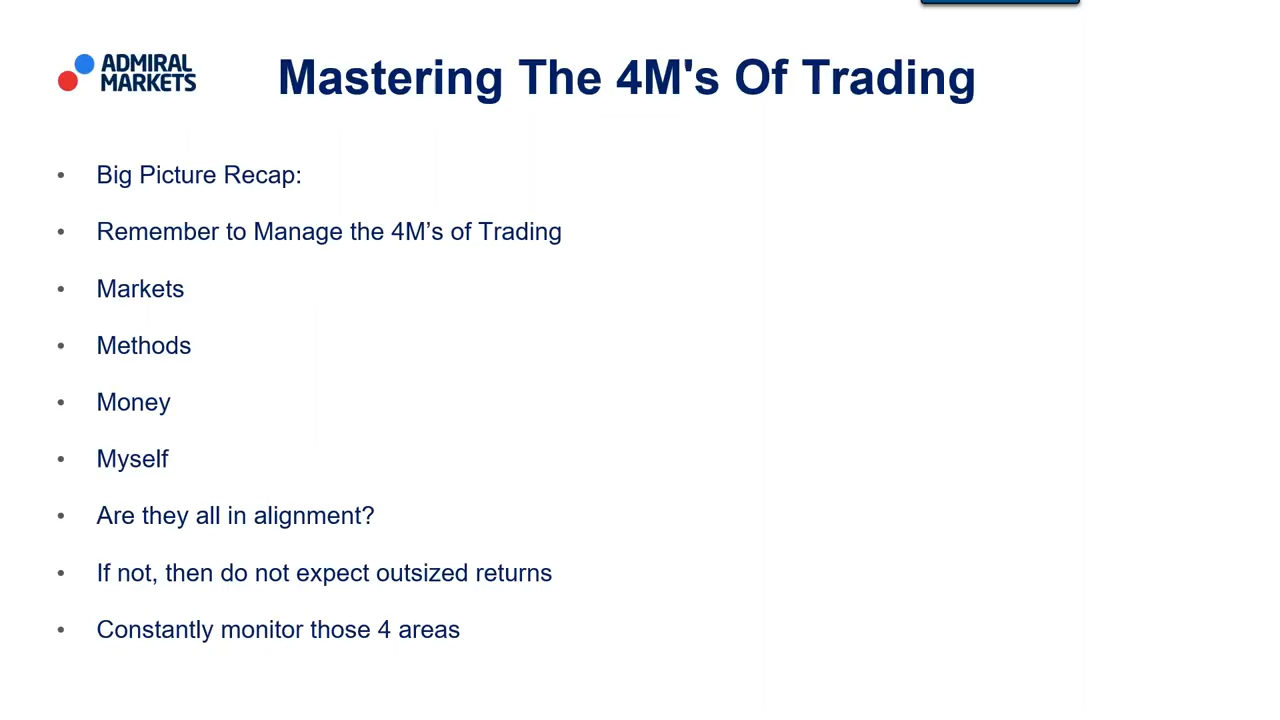 ADMIRAL
MARKETS
Mastering The 4M's Of Trading
• Big Picture Recap:
• Remember to Manage the 4M’s of Trading
• Markets
• Methods
• Money
• Myself
• Are they all in alignment?
• If not, then do not expect outsized returns
• Constantly monitor those 4 areas